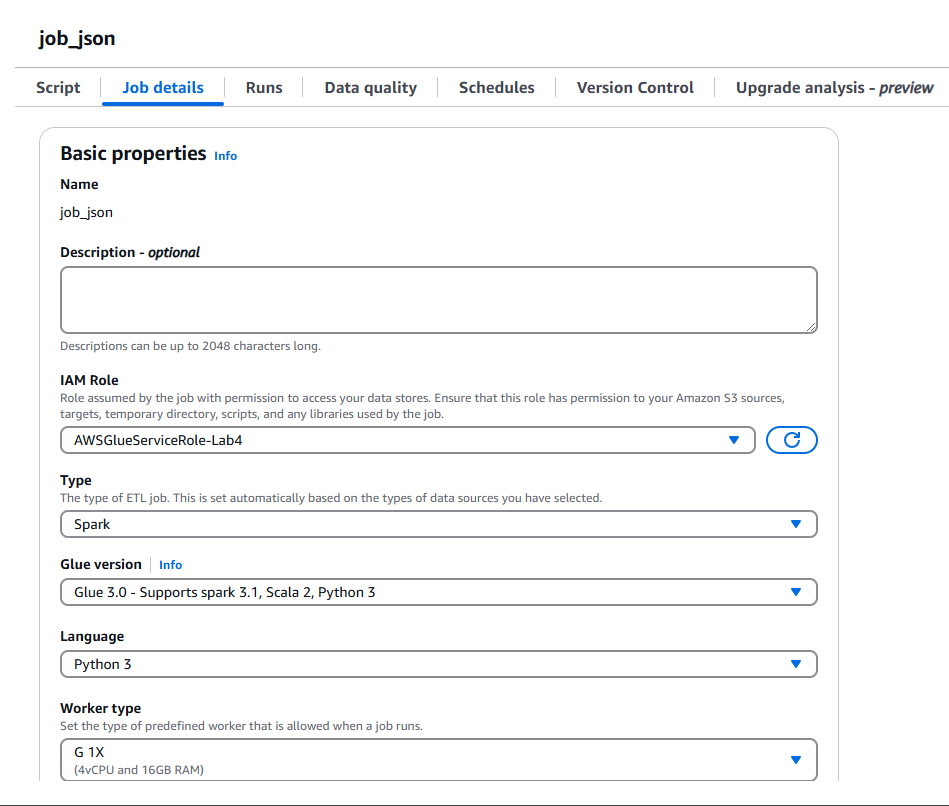 job_json
Script
Job details
Runs
Data quality
Schedules
Version Control
Upgrade analysis - preview
Basic properties Info
Name
job_json
Description - optional
Descriptions can be up to 2048 characters long.
IAM Role
Role assumed by the job with permission to access your data stores. Ensure that this role has permission to your Amazon S3 sources,
targets, temporary directory, scripts, and any libraries used by the job.
AWSGlueServiceRole-Lab4
Type
The type of ETL job. This is set automatically based on the types of data sources you have selected.
Spark
Glue version Info
Glue 3.0 - Supports spark 3.1, Scala 2, Python 3
Language
Python 3
Worker type
Set the type of predefined worker that is allowed when a job runs.
G 1X
(4vCPU and 16GB RAM)